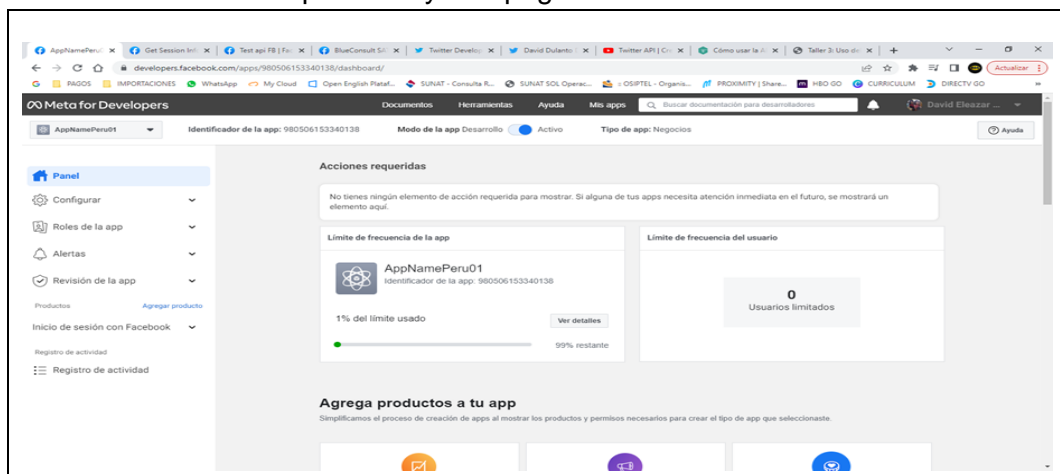 AppNamePeru
Get Session Inf
Test api FB | Fac
BlueConsult SA
Twitter Develop
David Dulanto
Twitter API | Cr
Cómo usar la A
Taller 3: Uso de
developers.facebook.com/apps/980506153340138/dashboard/
Actualizar
PAGOS
IMPORTACIONES
WhatsApp
My Cloud
Open English Plataf...
SUNAT - Consulta R...
SUNAT SOL Operac...
:: OSIPTEL - Organis...
PROXIMITY | Share...
HBO GO
CURRICULUM
DIRECTV GO
Meta for Developers
Documentos
Herramientas
Ayuda
Mis apps
Buscar documentación para desarrolladores
David Eleazar ...
AppNamePeru01
Identificador de la app: 980506153340138
Modo de la app Desarrollo
Activo
Tipo de app: Negocios
Ayuda
Panel
Configurar
Roles de la app
Alertas
Revisión de la app
Productos
Agregar producto
Inicio de sesión con Facebook
Registro de actividad
Registro de actividad
Acciones requeridas
No tienes ningún elemento de acción requerida para mostrar. Si alguna de tus apps necesita atención inmediata en el futuro, se mostrará un
elemento aquí.
Límite de frecuencia de la app
AppNamePeru01
Identificador de la app: 980506153340138
1% del límite usado
Ver detalles
99% restante
Límite de frecuencia del usuario
0
Usuarios limitados
Agrega productos a tu app
Simplificamos el proceso de creación de apps al mostrar los productos y permisos necesarios para crear el tipo de app que seleccionaste.